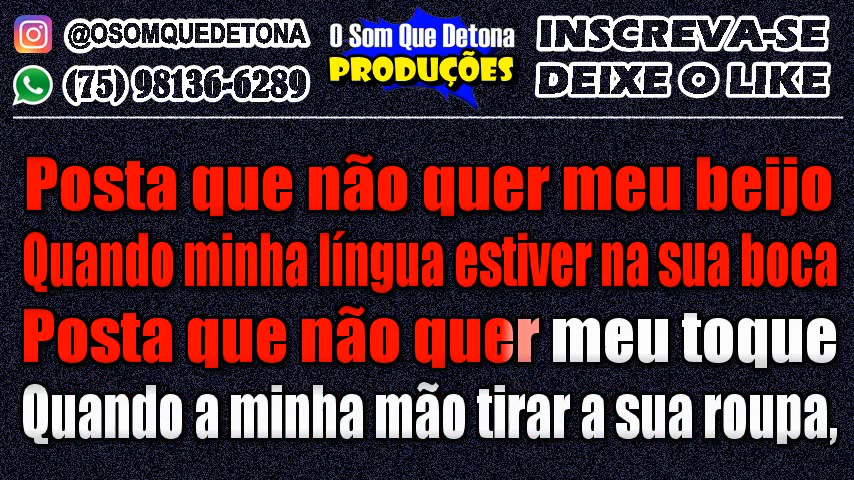 @OSOMQUEDETONA
(75) 98136-6289
O Som Que Detona
PRODUÇÕES
INSCREVA-SE
DEIXE O LIKE
Posta que não quer meu beijo
Quando minha língua estiver na sua boca
Posta que não quer meu toque
Quando a minha mão tirar a sua roupa,